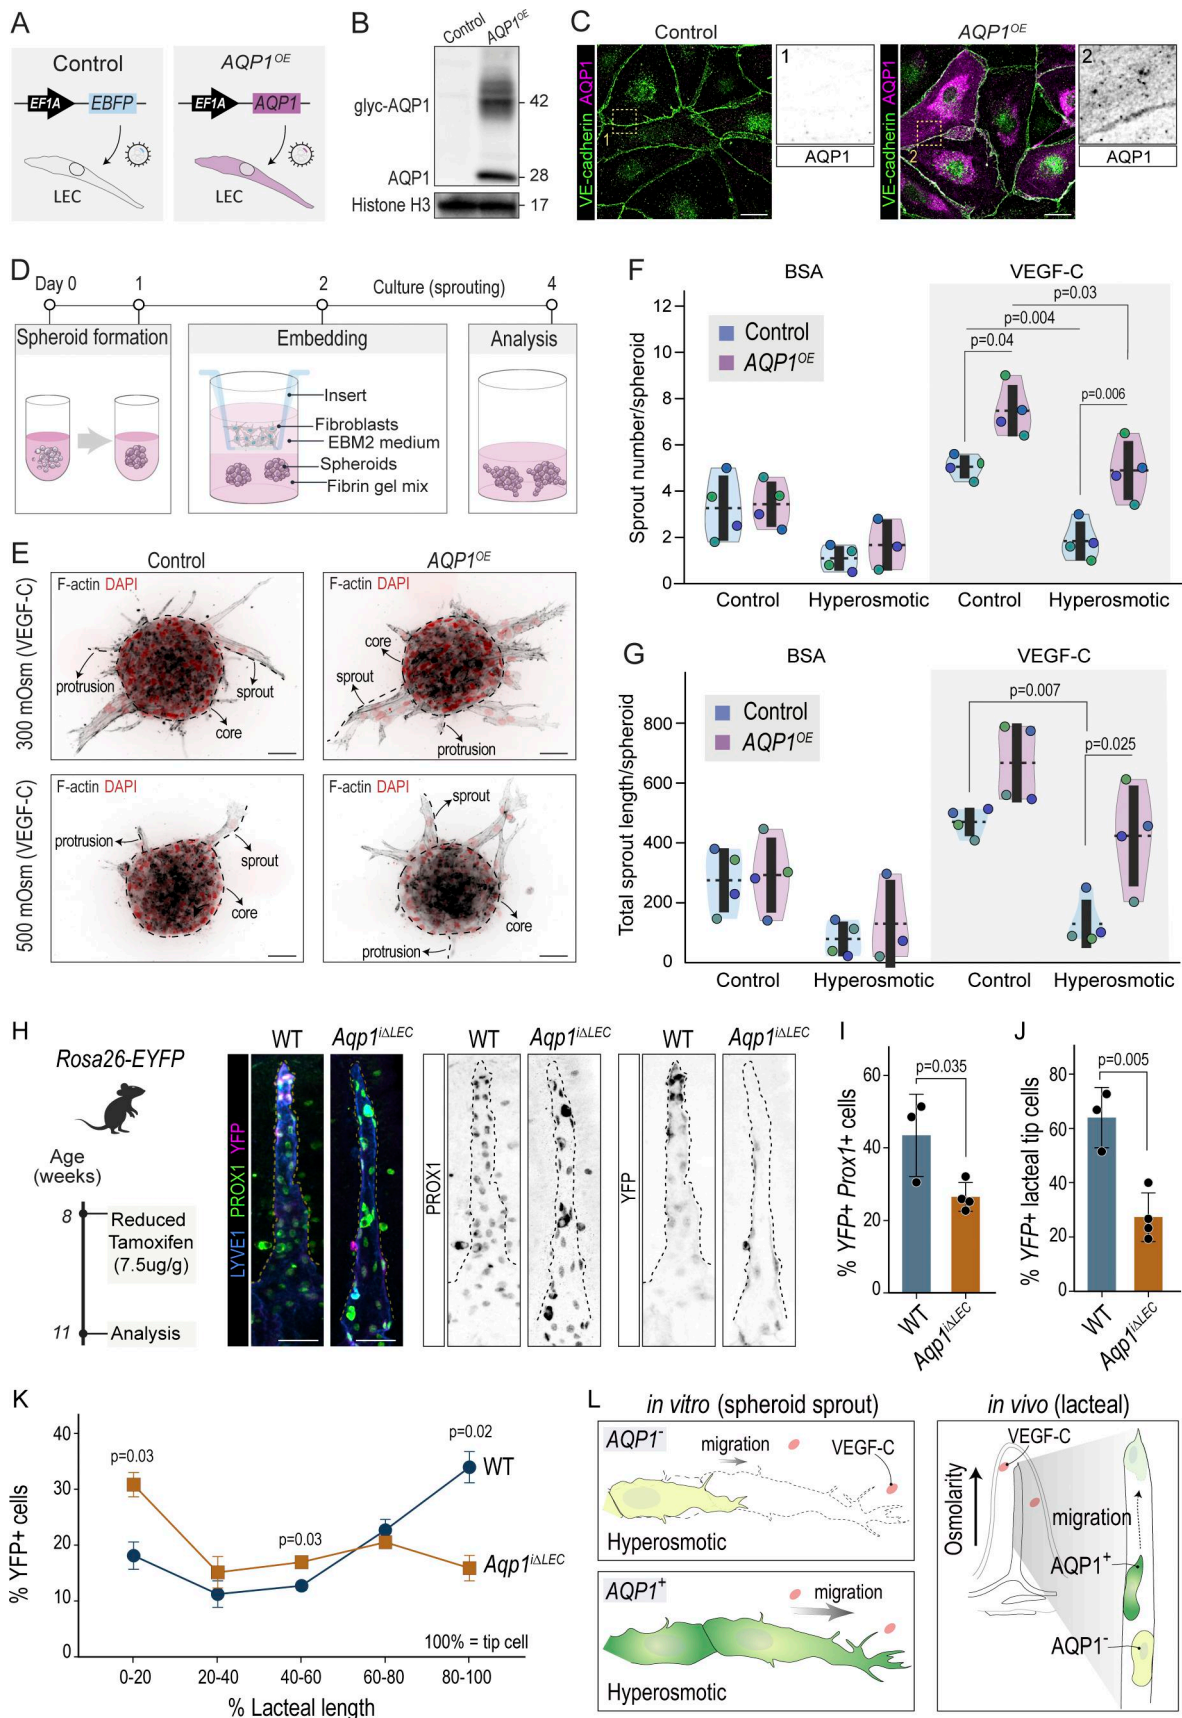 A
Control
EF1A
EBFP
LEC
AQP1OE
EF1A
AQP1
LEC
B
Control
AQP1OE
glyc-AQP1
42
AQP1
28
Histone H3
17
C
Control
VE-cadherin AQP1
1
1
AQP1
AQP1OE
VE-cadherin AQP1
2
2
AQP1
D
Day 0
1
2
Culture (sprouting)
4
Spheroid formation
Embedding
Insert
Fibroblasts
EBM2 medium
Spheroids
Fibrin gel mix
Analysis
E
Control
AQP1OE
300 mOsm (VEGF-C)
F-actin DAPI
protrusion
sprout
core
F-actin DAPI
core
sprout
protrusion
500 mOsm (VEGF-C)
F-actin DAPI
protrusion
sprout
core
F-actin DAPI
sprout
core
protrusion
F
BSA
VEGF-C
Sprout number/spheroid
12
10
8
6
4
2
0
Control
AQP1OE
p=0.03
p=0.004
p=0.04
p=0.006
Control
Hyperosmotic
Control
Hyperosmotic
G
BSA
VEGF-C
Total sprout length/spheroid
800
600
400
200
0
Control
AQP1OE
p=0.007
p=0.025
Control
Hyperosmotic
Control
Hyperosmotic
H
Rosa26-EYFP
Age
(weeks)
8
Reduced
Tamoxifen
(7.5ug/g)
11
Analysis
WT
Aqp1iΔLEC
LYVE1 PROX1 YFP
WT
Aqp1iΔLEC
PROX1
WT
Aqp1iΔLEC
YFP
I
% YFP+ Prox1+ cells
60
40
20
0
p=0.035
WT
Aqp1iΔLEC
J
% YFP+ lacteal tip cells
80
60
40
20
0
p=0.005
WT
Aqp1iΔLEC
K
% YFP+ cells
40
30
20
10
0
p=0.03
p=0.03
p=0.02
WT
Aqp1iΔLEC
100% = tip cell
0-20
20-40
40-60
60-80
80-100
% Lacteal length
L
in vitro (spheroid sprout)
AQP1-
migration
VEGF-C
Hyperosmotic
AQP1+
migration
Hyperosmotic
in vivo (lacteal)
VEGF-C
Osmolarity
migration
AQP1+
AQP1-